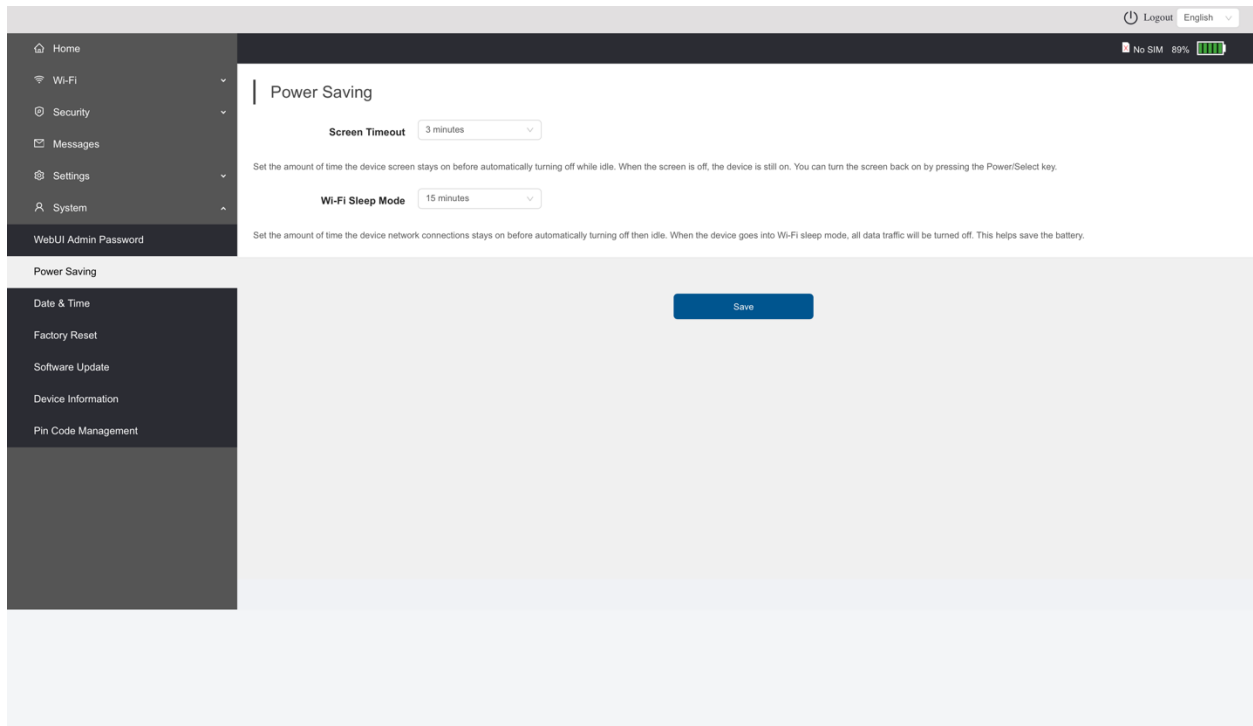 Logout English
Home
No SIM 89%
Wi-Fi
Power Saving
Security
Screen Timeout 3 minutes
Messages
Set the amount of time the device screen stays on before automatically turning off while idle. When the screen is off, the device is still on. You can turn the screen back on by pressing the Power/Select key.
Settings
Wi-Fi Sleep Mode 15 minutes
System
WebUI Admin Password
Set the amount of time the device network connections stays on before automatically turning off then idle. When the device goes into Wi-Fi sleep mode, all data traffic will be turned off. This helps save the battery.
Power Saving
Date & Time
Save
Factory Reset
Software Update
Device Information
Pin Code Management